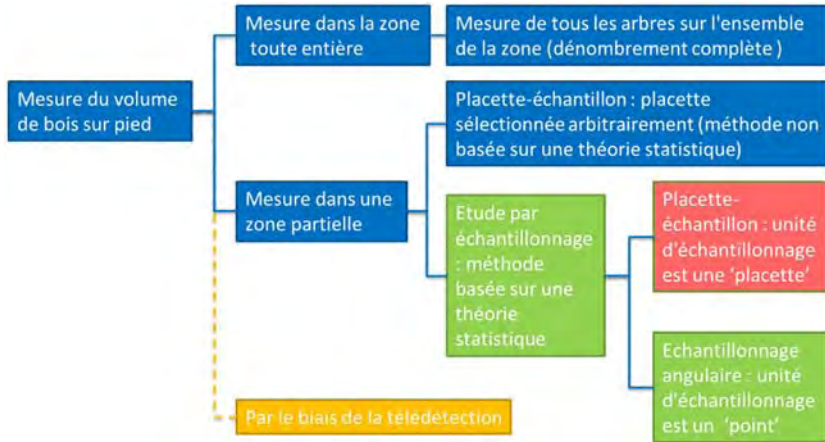 Mesure du volume
de bois sur pied
Mesure dans la zone
toute entière
Mesure de tous les arbres sur l'ensemble
de la zone (dénombrement complète )
Mesure dans une
zone partielle
Placette-échantillon : placette
sélectionnée arbitrairement (méthode non
basée sur une théorie statistique)
Etude par
échantillonnage
: méthode
basée sur une
théorie
statistique
Placette-
échantillon : unité
d'échantillonnage
est une ‘placette’
Echantillonnage
angulaire : unité
d'échantillonnage
est un ‘point’
Par le biais de la télédétection